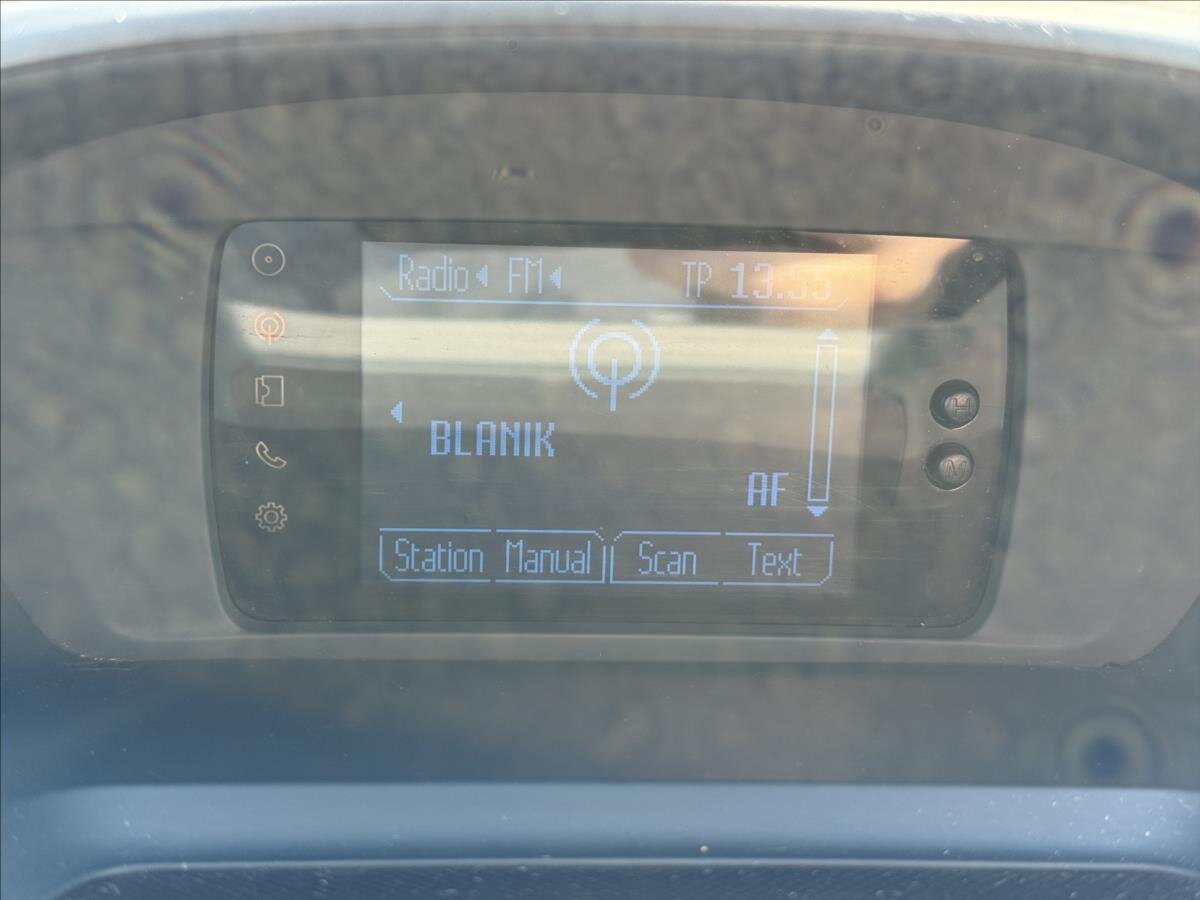 Radio FM TP
BLANIK
AF
Station Manual Scan Text
H
M